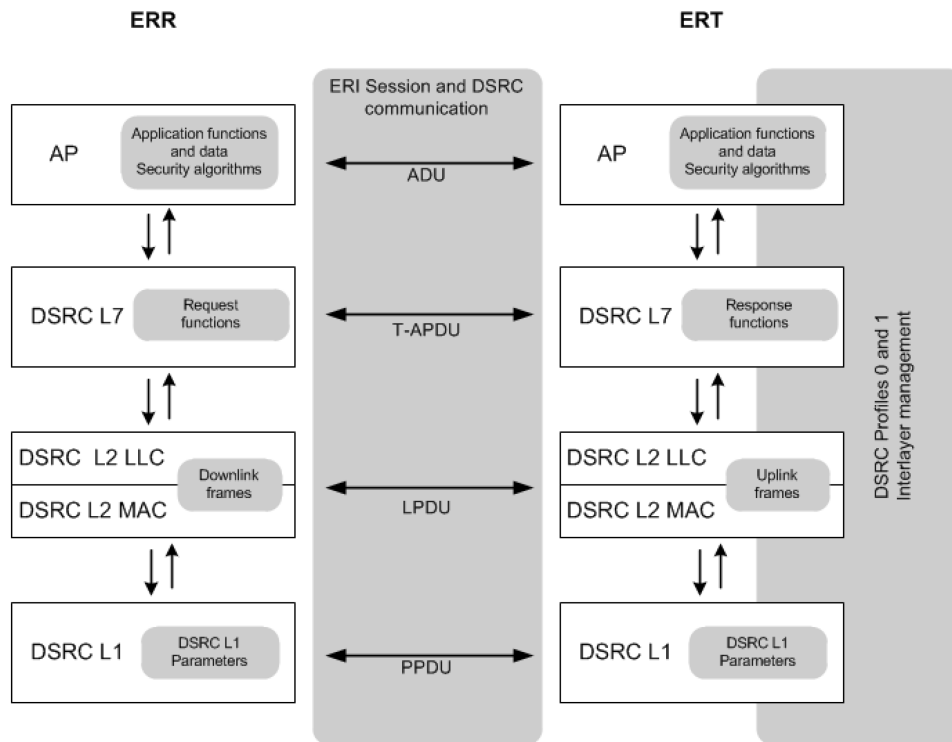 ERR
ERT
ERI Session and DSRC
communication
AP
Application functions
and data
Security algorithms
ADU
AP
Application functions
and data
Security algorithms
DSRC L7
Request
functions
T-APDU
DSRC L7
Response
functions
DSRC Profiles 0 and 1
Interlayer management
DSRC L2 LLC
DSRC L2 MAC
Downlink
frames
LPDU
DSRC L2 LLC
DSRC L2 MAC
Uplink
frames
DSRC L1
DSRC L1
Parameters
PPDU
DSRC L1
DSRC L1
Parameters